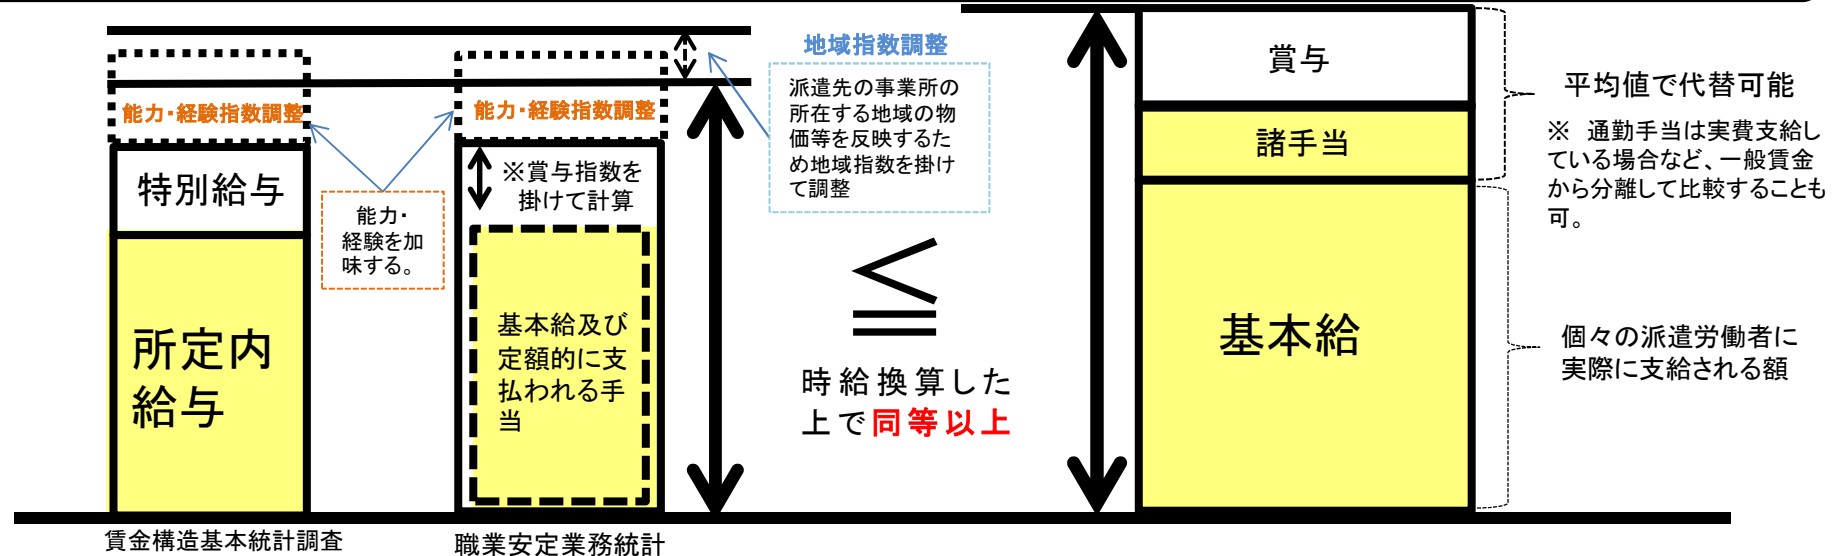 能力・経験指数調整
特別給与
所定内
給与
賃金構造基本統計調査
能力・
経験を加
味する。
能力・経験指数調整
※賞与指数を
掛けて計算
基本給及び
定額的に支
払われる手
当
職業安定業務統計
地域指数調整
派遣先の事業所の
所在する地域の物
価等を反映するた
め地域指数を掛け
て調整
≦
時給換算した
上で同等以上
賞与
諸手当
基本給
平均値で代替可能
※ 通勤手当は実費支給し
ている場合など、一般賃金
から分離して比較することも
可。
個々の派遣労働者に
実際に支給される額